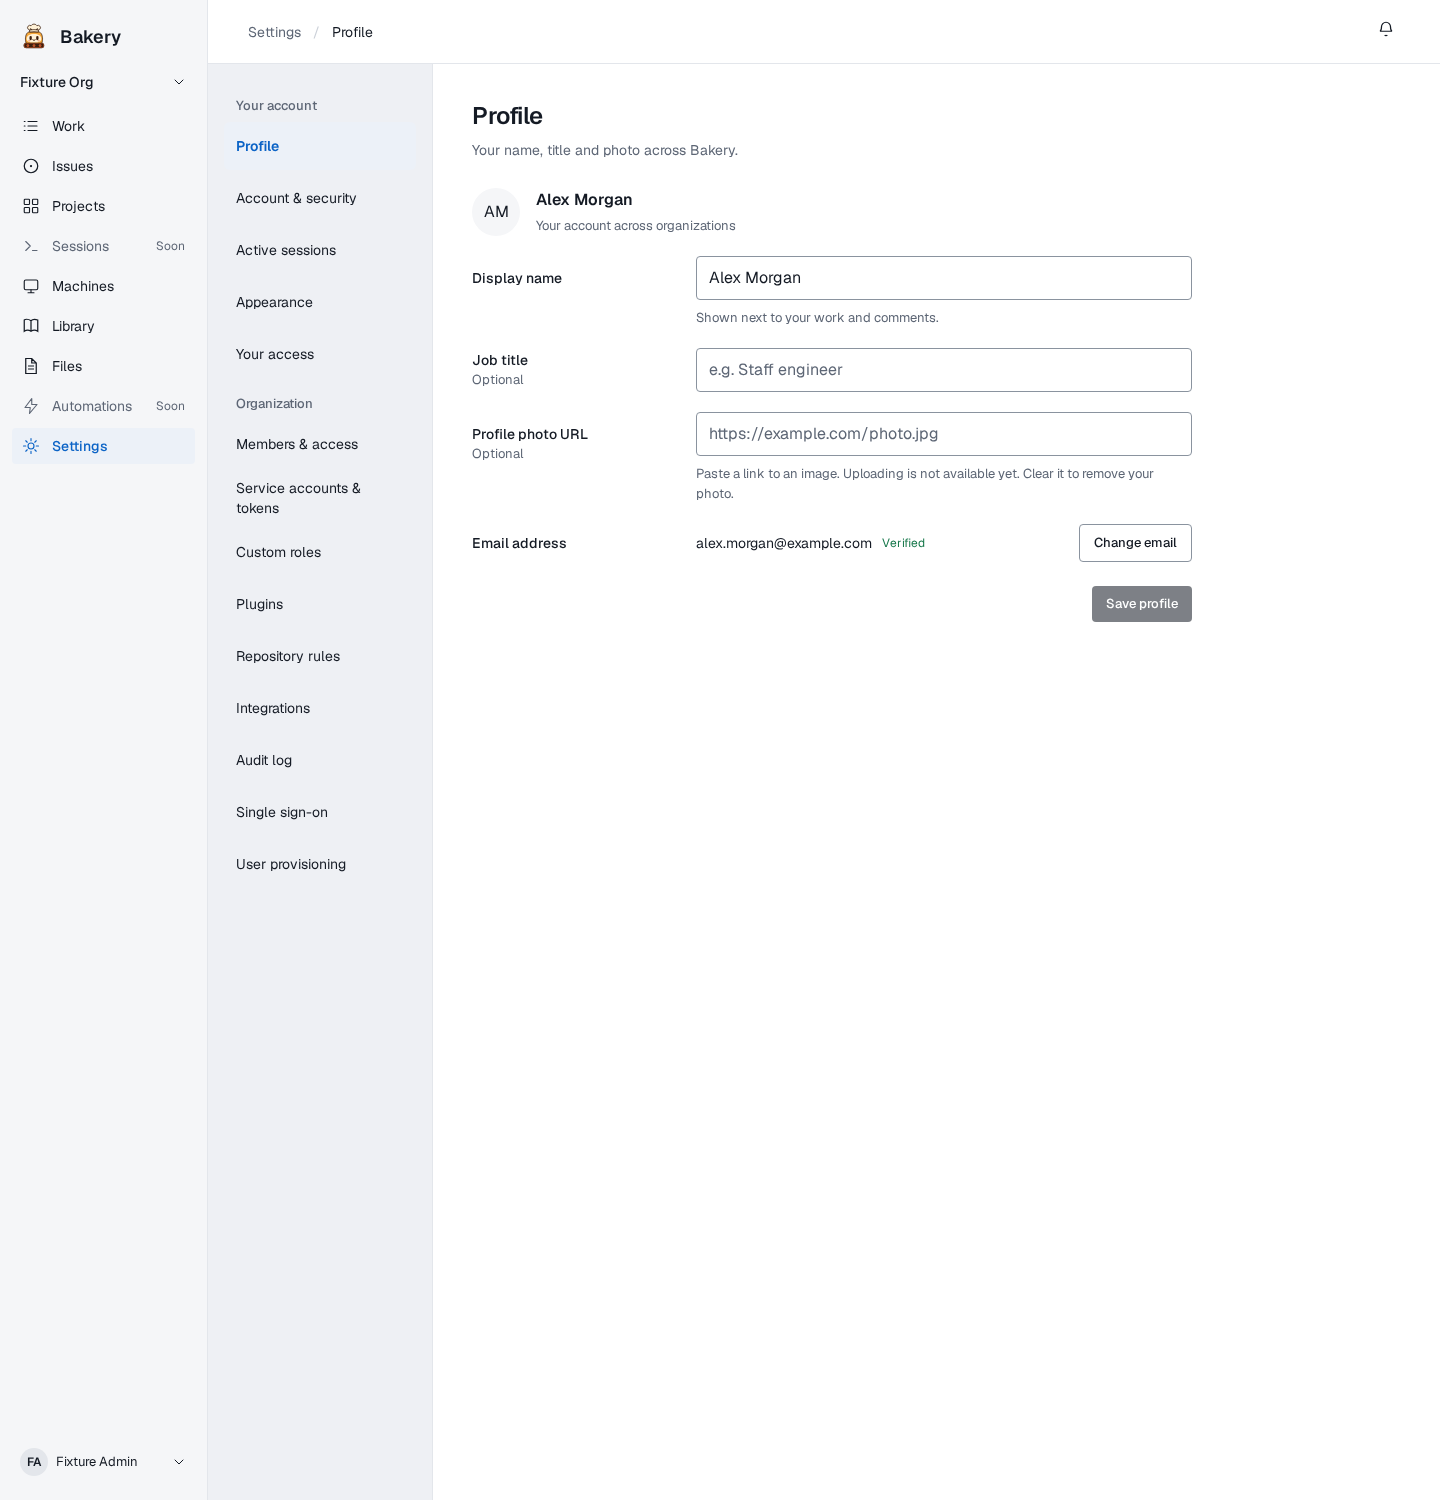 Bakery
Fixture Org
Work
Issues
Projects
Sessions Soon
Machines
Library
Files
Automations Soon
Settings
FA Fixture Admin
Settings / Profile
Your account
Profile
Account & security
Active sessions
Appearance
Your access
Organization
Members & access
Service accounts &
tokens
Custom roles
Plugins
Repository rules
Integrations
Audit log
Single sign-on
User provisioning
Profile
Your name, title and photo across Bakery.
AM
Alex Morgan
Your account across organizations
Display name
Alex Morgan
Shown next to your work and comments.
Job title
Optional
e.g. Staff engineer
Profile photo URL
Optional
https://example.com/photo.jpg
Paste a link to an image. Uploading is not available yet. Clear it to remove your
photo.
Email address
alex.morgan@example.com Verified
Change email
Save profile